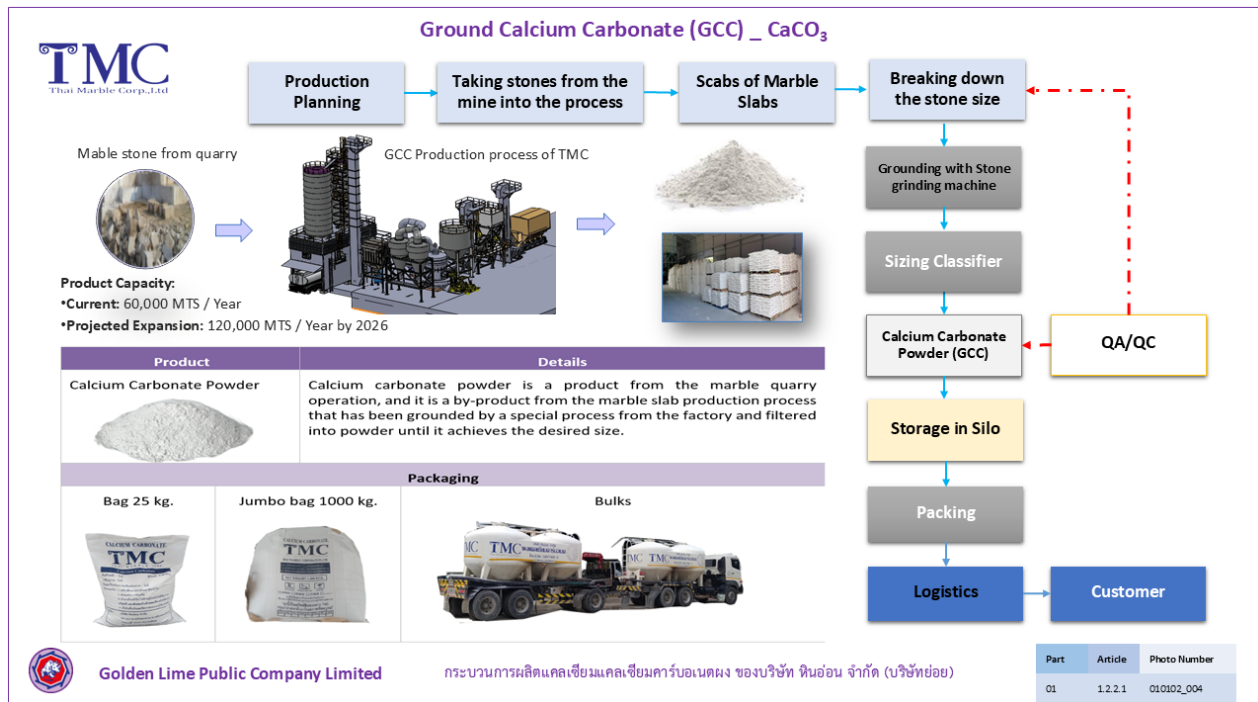 Ground Calcium Carbonate (GCC) _ CaCO₃
TMC
Thai Marble Corp.,Ltd
Production
Planning
Taking stones from the
mine into the process
Scabs of Marble
Slabs
Breaking down
the stone size
Mable stone from quarry
GCC Production process of TMC
Grounding with Stone
grinding machine
Sizing Classifier
Product Capacity:
•Current: 60,000 MTS / Year
•Projected Expansion: 120,000 MTS / Year by 2026
Calcium Carbonate
Powder (GCC)
QA/QC
Product
Details
Calcium Carbonate Powder
Calcium carbonate powder is a product from the marble quarry
operation, and it is a by-product from the marble slab production process
that has been grounded by a special process from the factory and filtered
into powder until it achieves the desired size.
Storage in Silo
Packaging
Bag 25 kg.
Jumbo bag 1000 kg.
Bulks
Packing
CALCIUM CARBONATE
TMC
CALCIUM CARBONATE
TMC
TMC
TMC
Logistics
Customer
Golden Lime Public Company Limited
กระบวนการผลิตแคลเซียมแคลเซียมคาร์บอเนตผง ของบริษัท หินอ่อน จำกัด (บริษัทย่อย)
Part
Article
Photo Number
01
1.2.2.1
010102_004